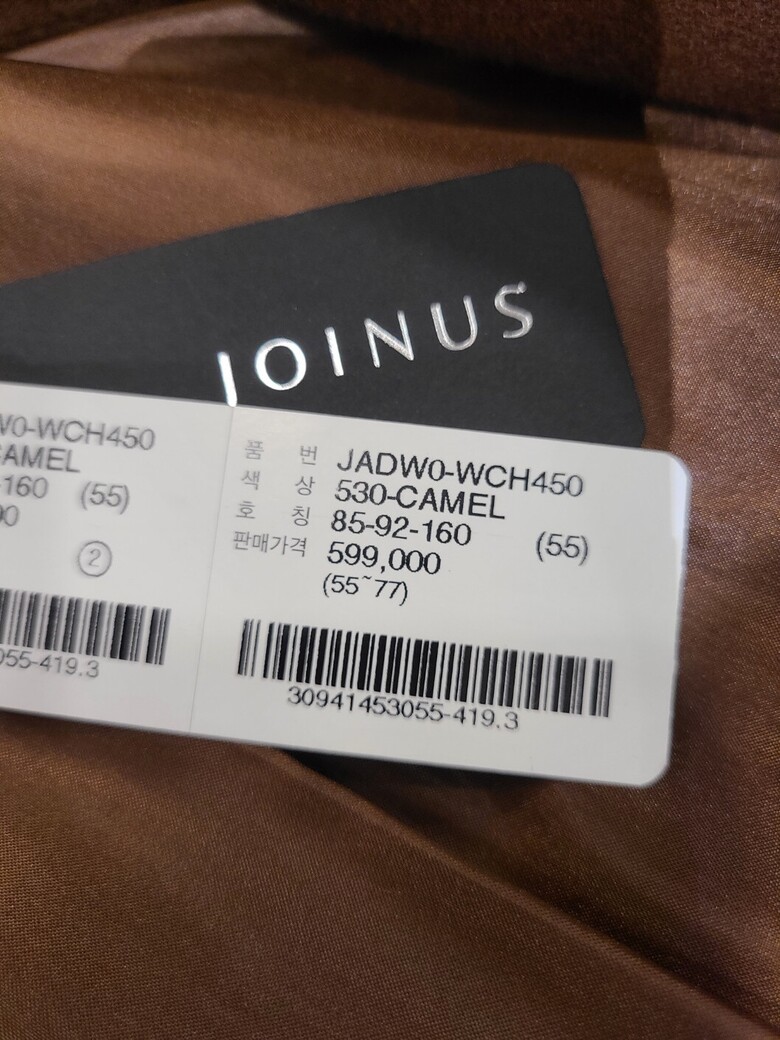 JOINUS
W0-WCH450
CAMEL
-160 (55)
00
2
055-419.3
품 번 JADW0-WCH450
색 상 530-CAMEL
호 칭 85-92-160 (55)
판매가격 599,000
(55~77)
30941453055-419.3